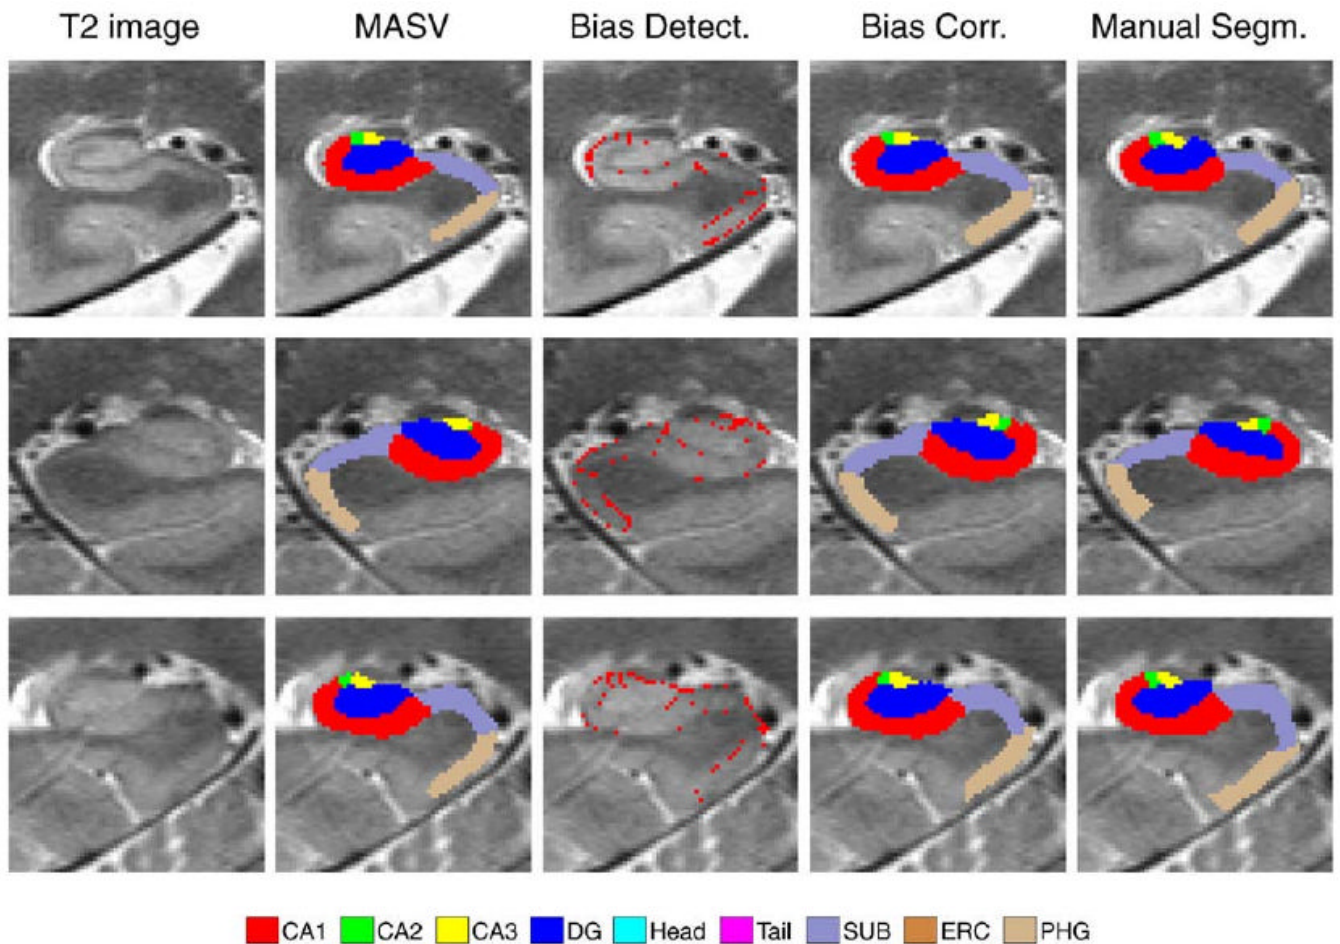 T2 image MASV Bias Detect. Bias Corr. Manual Segm.
CA1 CA2 CA3 DG Head Tail SUB ERC PHG